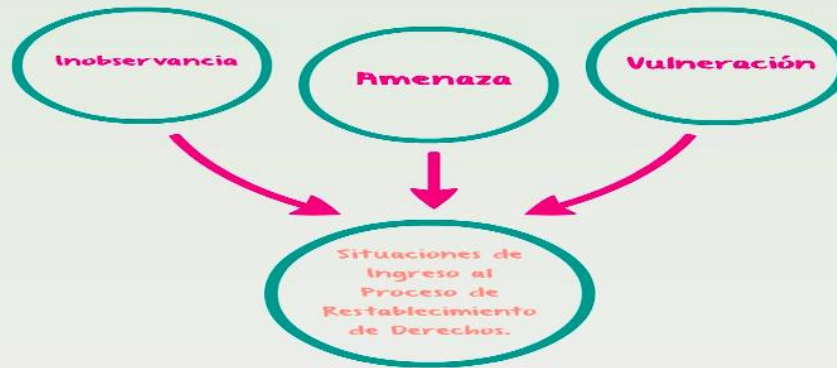 Inobservancia
Amenaza
Vulneración
Situaciones de
Ingreso al
Proceso de
Restablecimiento
de Derechos.